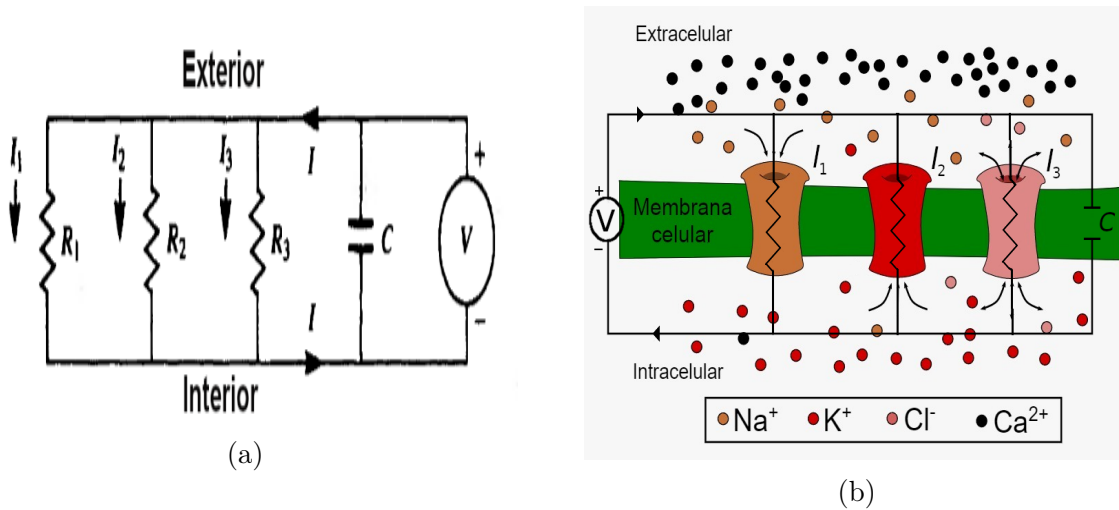 Exterior
I₁
I₂
I₃
I
+
R₁
R₂
R₃
C
V
−
I
Interior
(a)
Extracelular
I₁
I₂
I₃
+
V
−
Membrana
celular
C
Intracelular
Na⁺ K⁺ Cl⁻ Ca²⁺
(b)